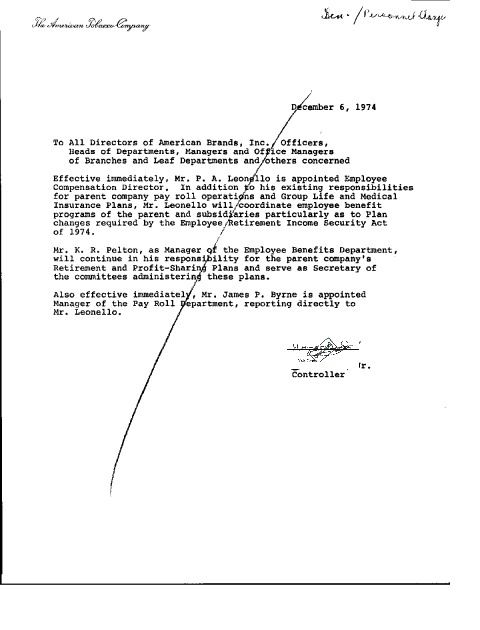 The American Tobacco Company
Gen. / Personnel Change
December 6, 1974
To All Directors of American Brands, Inc., Officers,
Heads of Departments, Managers and Office Managers
of Branches and Leaf Departments and others concerned
Effective immediately, Mr. P. A. Leonello is appointed Employee
Compensation Director. In addition to his existing responsibilities
for parent company pay roll operations and Group Life and Medical
Insurance Plans, Mr. Leonello will coordinate employee benefit
programs of the parent and subsidiaries particularly as to Plan
changes required by the Employee Retirement Income Security Act
of 1974.
Mr. K. R. Pelton, as Manager of the Employee Benefits Department,
will continue in his responsibility for the parent company's
Retirement and Profit-Sharing Plans and serve as Secretary of
the committees administering these plans.
Also effective immediately, Mr. James P. Byrne is appointed
Manager of the Pay Roll Department, reporting directly to
Mr. Leonello.
Controller